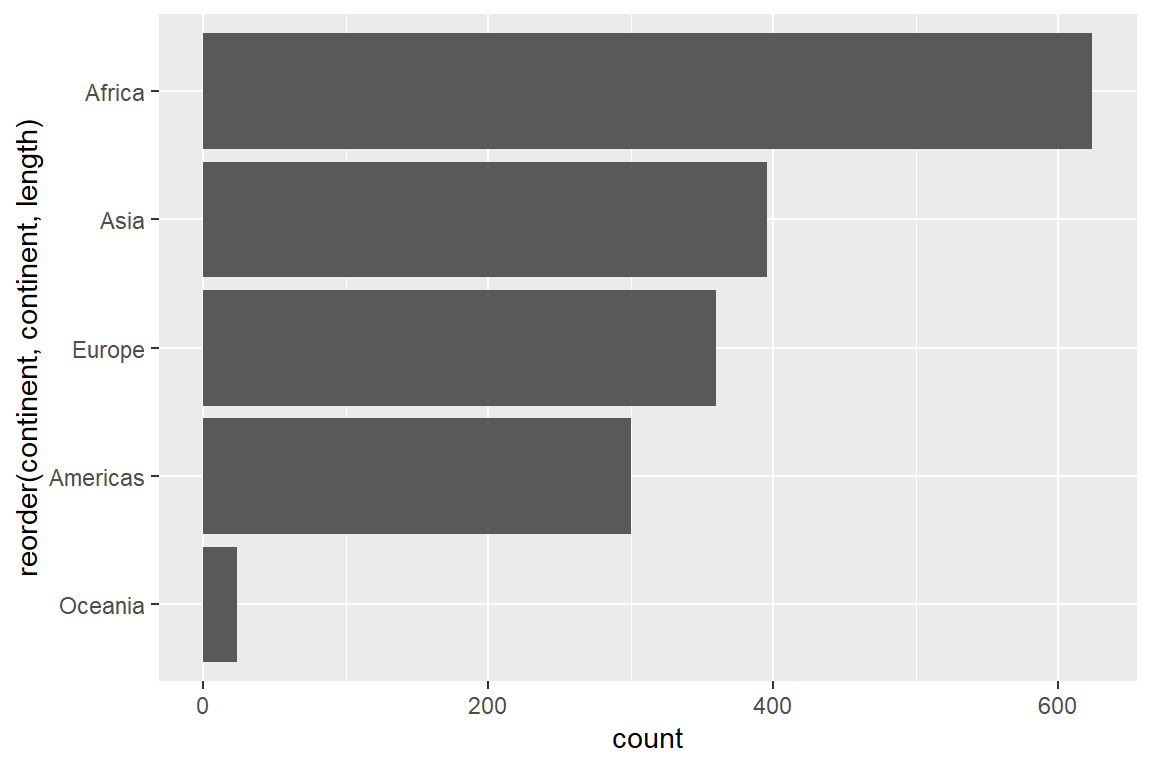 reorder(continent, continent, length)
Africa
Asia
Europe
Americas
Oceania
0 200 400 600
count